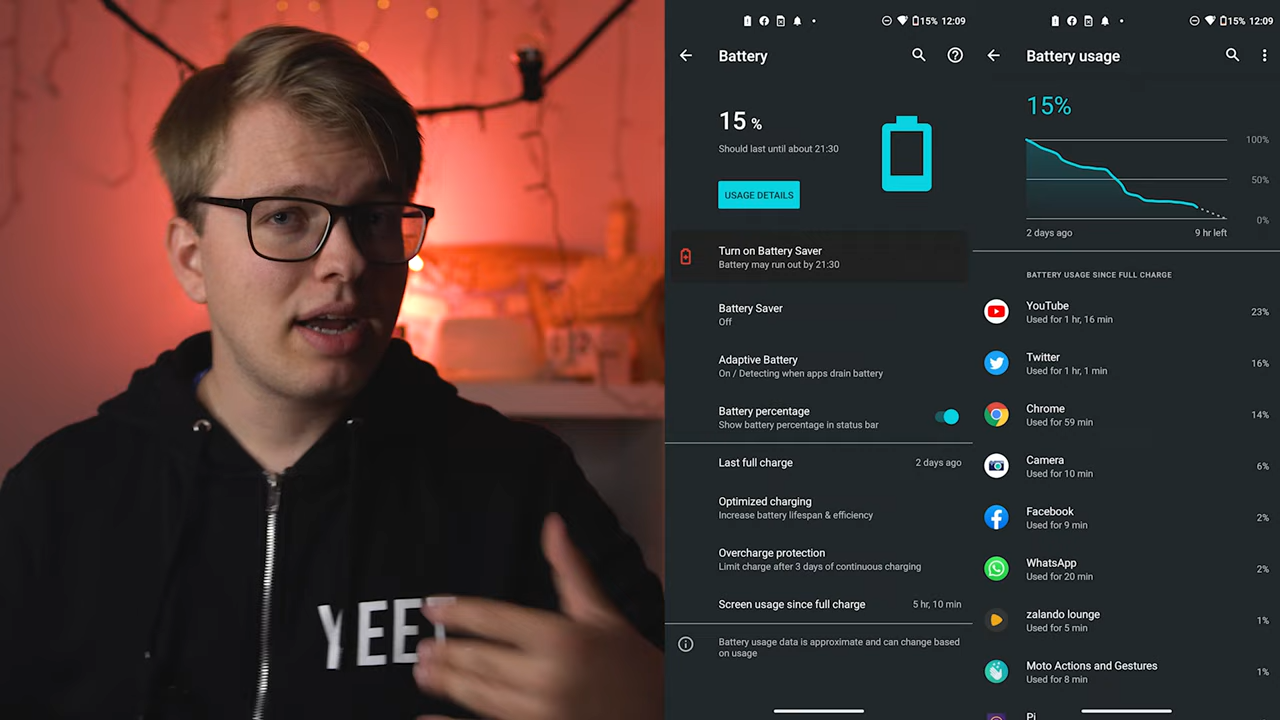 YEET
15% 12:09
Battery
15 %
Should last until about 21:30
USAGE DETAILS
Turn on Battery Saver
Battery may run out by 21:30
Battery Saver
Off
Adaptive Battery
On / Detecting when apps drain battery
Battery percentage
Show battery percentage in status bar
Last full charge 2 days ago
Optimized charging
Increase battery lifespan & efficiency
Overcharge protection
Limit charge after 3 days of continuous charging
Screen usage since full charge 5 hr, 10 min
Battery usage data is approximate and can change based
on usage
15% 12:09
Battery usage
15%
100%
50%
0%
2 days ago 9 hr left
BATTERY USAGE SINCE FULL CHARGE
YouTube
Used for 1 hr, 16 min 23%
Twitter
Used for 1 hr, 1 min 16%
Chrome
Used for 59 min 14%
Camera
Used for 10 min 6%
Facebook
Used for 9 min 2%
WhatsApp
Used for 20 min 2%
zalando lounge
Used for 5 min 1%
Moto Actions and Gestures
Used for 8 min 1%